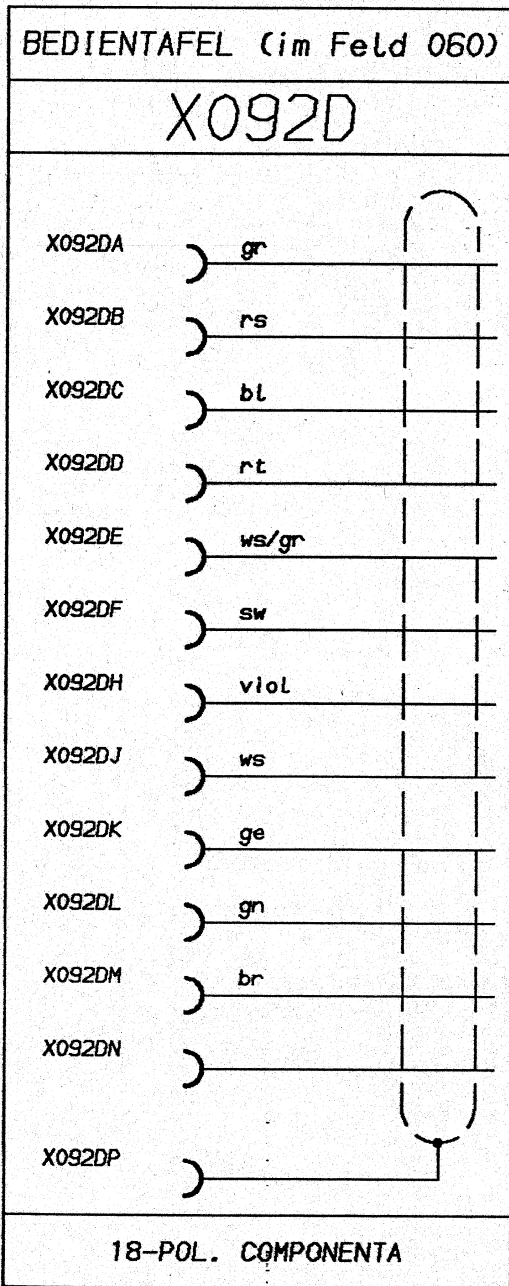 BEDIENTAFEL (im Feld 060)
X092D
X092DA gr
X092DB rs
X092DC bl
X092DD rt
X092DE ws/gr
X092DF sw
X092DH viol
X092DJ ws
X092DK ge
X092DL gn
X092DM br
X092DN
X092DP
18-POL. COMPONENTA